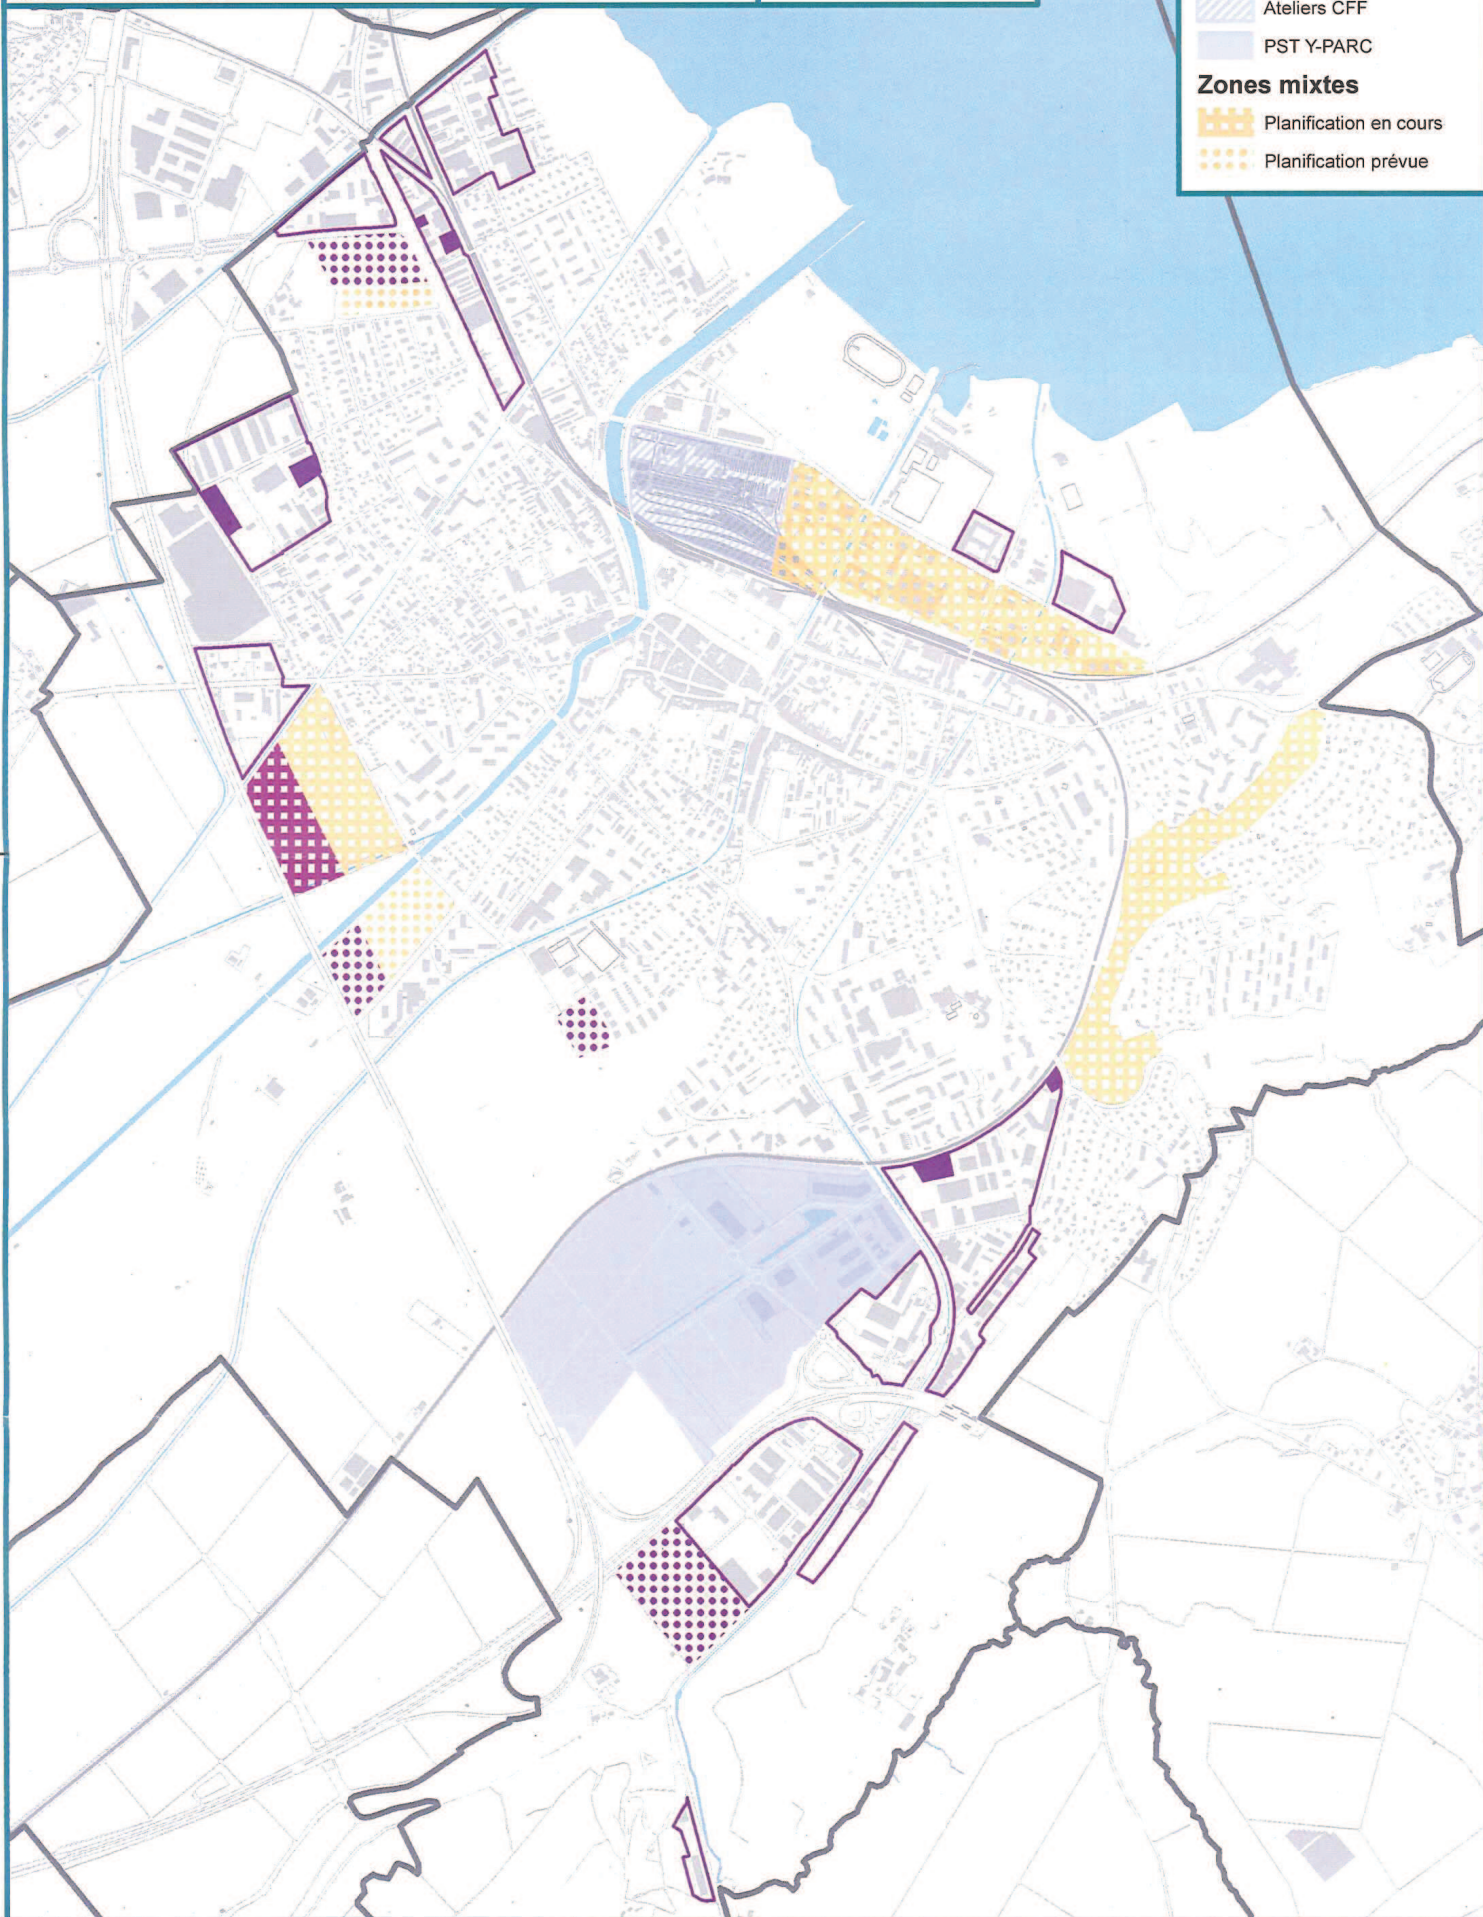 Ateliers CFF
PST Y-PARC
Zones mixtes
Planification en cours
Planification prévue